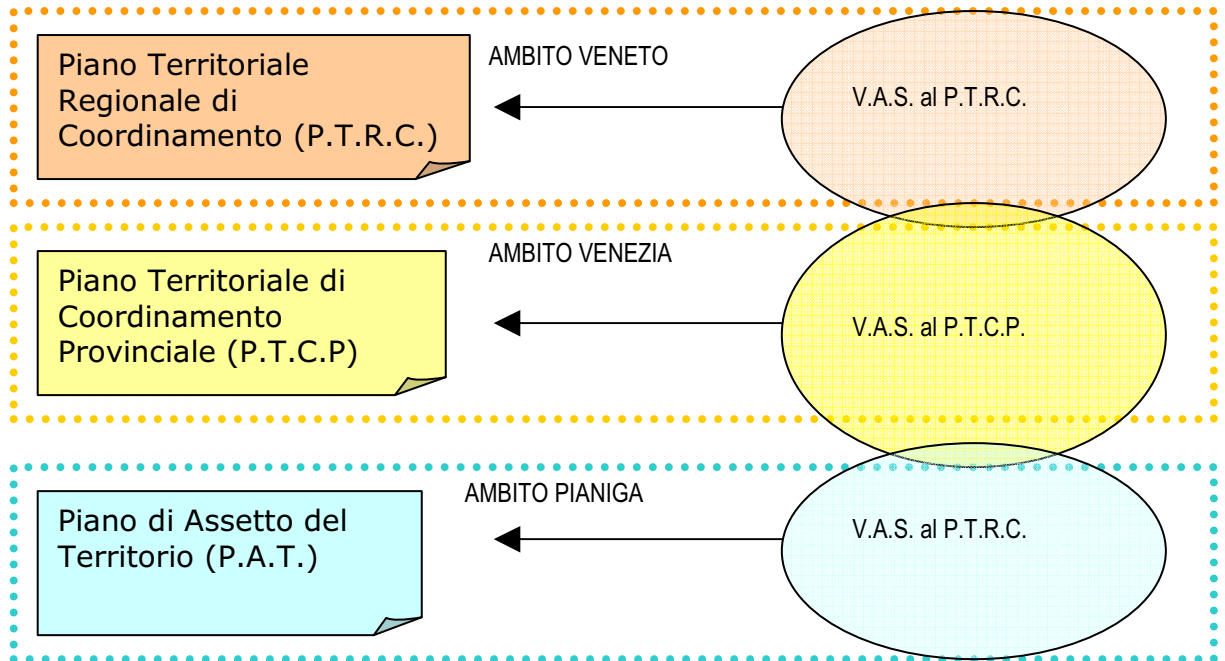 Piano Territoriale
Regionale di
Coordinamento (P.T.R.C.)
AMBITO VENETO
V.A.S. al P.T.R.C.
Piano Territoriale di
Coordinamento
Provinciale (P.T.C.P)
AMBITO VENEZIA
V.A.S. al P.T.C.P.
Piano di Assetto del
Territorio (P.A.T.)
AMBITO PIANIGA
V.A.S. al P.T.R.C.